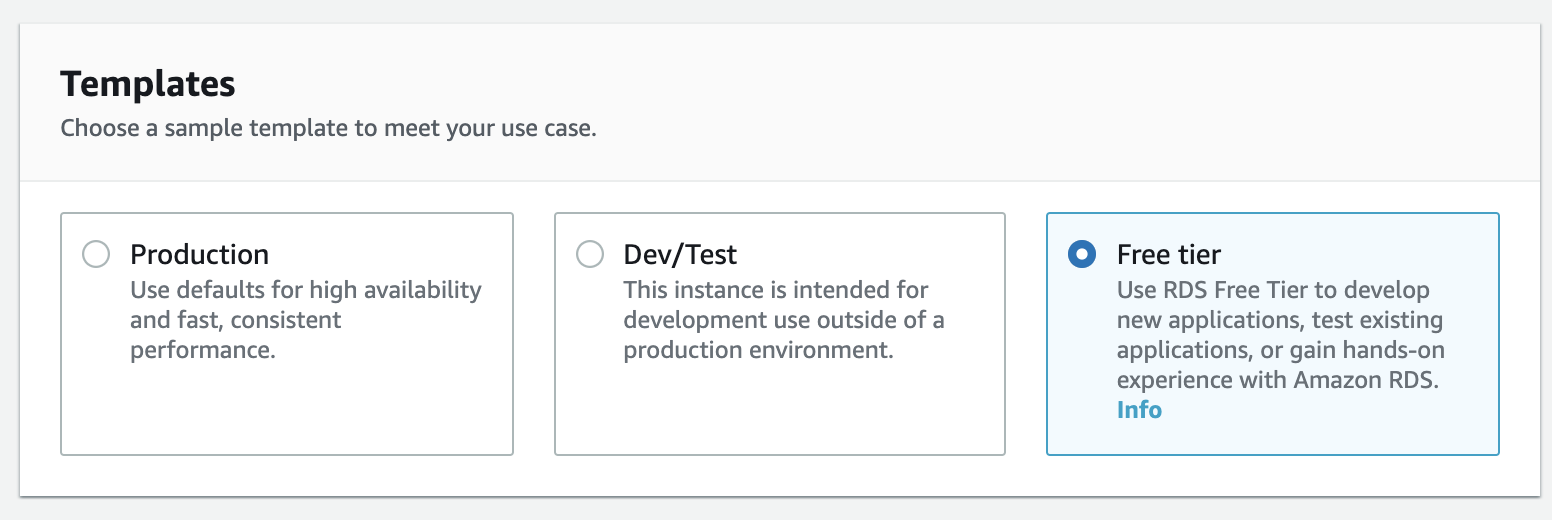 Templates
Choose a sample template to meet your use case.
Production
Use defaults for high availability
and fast, consistent
performance.
Dev/Test
This instance is intended for
development use outside of a
production environment.
Free tier
Use RDS Free Tier to develop
new applications, test existing
applications, or gain hands-on
experience with Amazon RDS.
Info